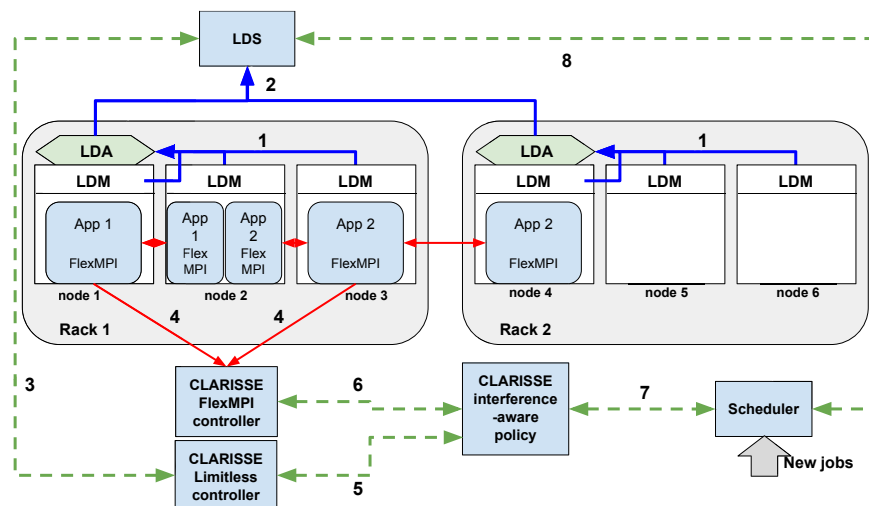 LDS
8
2
LDA
1
LDA
1
LDM
LDM
LDM
LDM
LDM
LDM
App 1
FlexMPI
App
1
Flex
MPI
App
2
Flex
MPI
App 2
FlexMPI
App 2
FlexMPI
node 1
node 2
node 3
node 4
node 5
node 6
Rack 1
4
4
Rack 2
3
CLARISSE
FlexMPI
controller
6
CLARISSE
interference
-aware
policy
7
Scheduler
CLARISSE
Limitless
controller
5
New jobs